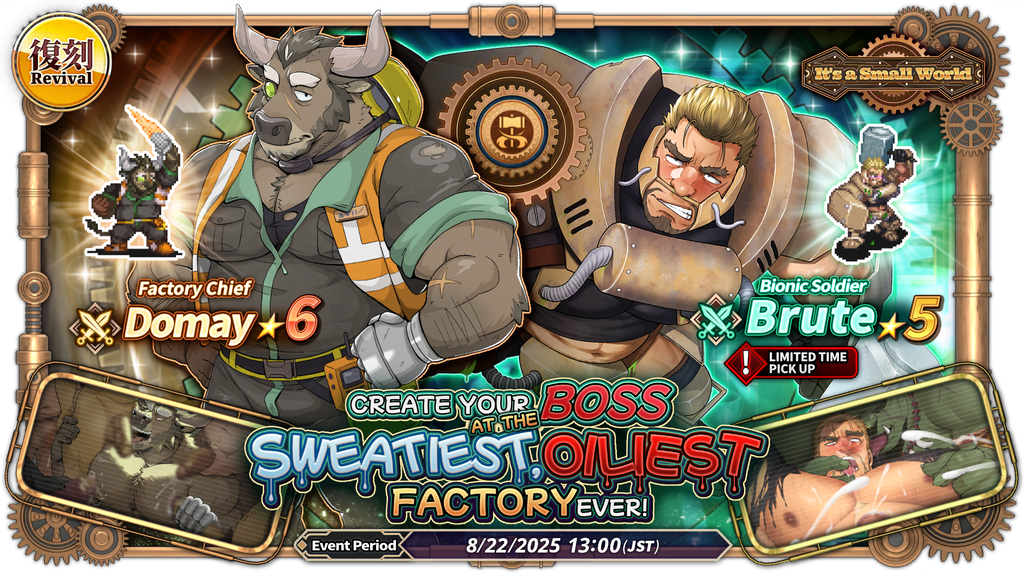 復刻
Revival
It's a Small World
Factory Chief
Domay ★6
Bionic Soldier
Brute ★5
! LIMITED TIME
PICK UP
CREATE YOUR BOSS
AT THE
SWEATIEST, OILIEST
FACTORY EVER!
Event Period 8/22/2025 13:00 (JST)